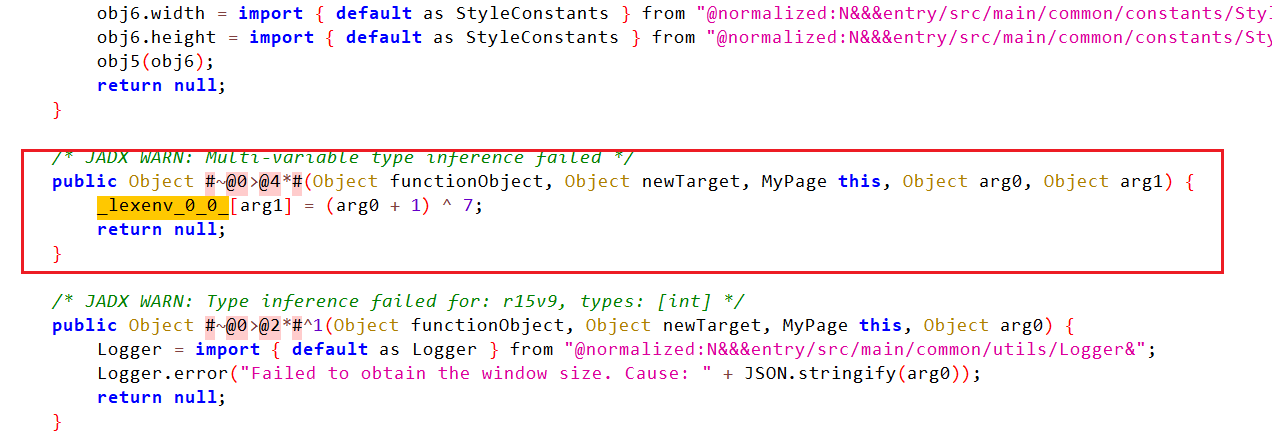 obj6.width = import { default as StyleConstants } from "@normalized:N&&&entry/src/main/common/constants/Styl
obj6.height = import { default as StyleConstants } from "@normalized:N&&&entry/src/main/common/constants/Sty
obj5(obj6);
return null;
}
/* JADX WARN: Multi-variable type inference failed */
public Object #~@0>@4*#(Object functionObject, Object newTarget, MyPage this, Object arg0, Object arg1) {
_lexenv_0_0_[arg1] = (arg0 + 1) ^ 7;
return null;
}
/* JADX WARN: Type inference failed for: r15v9, types: [int] */
public Object #~@0>@2*#^1(Object functionObject, Object newTarget, MyPage this, Object arg0) {
Logger = import { default as Logger } from "@normalized:N&&&entry/src/main/common/utils/Logger&";
Logger.error("Failed to obtain the window size. Cause: " + JSON.stringify(arg0));
return null;
}